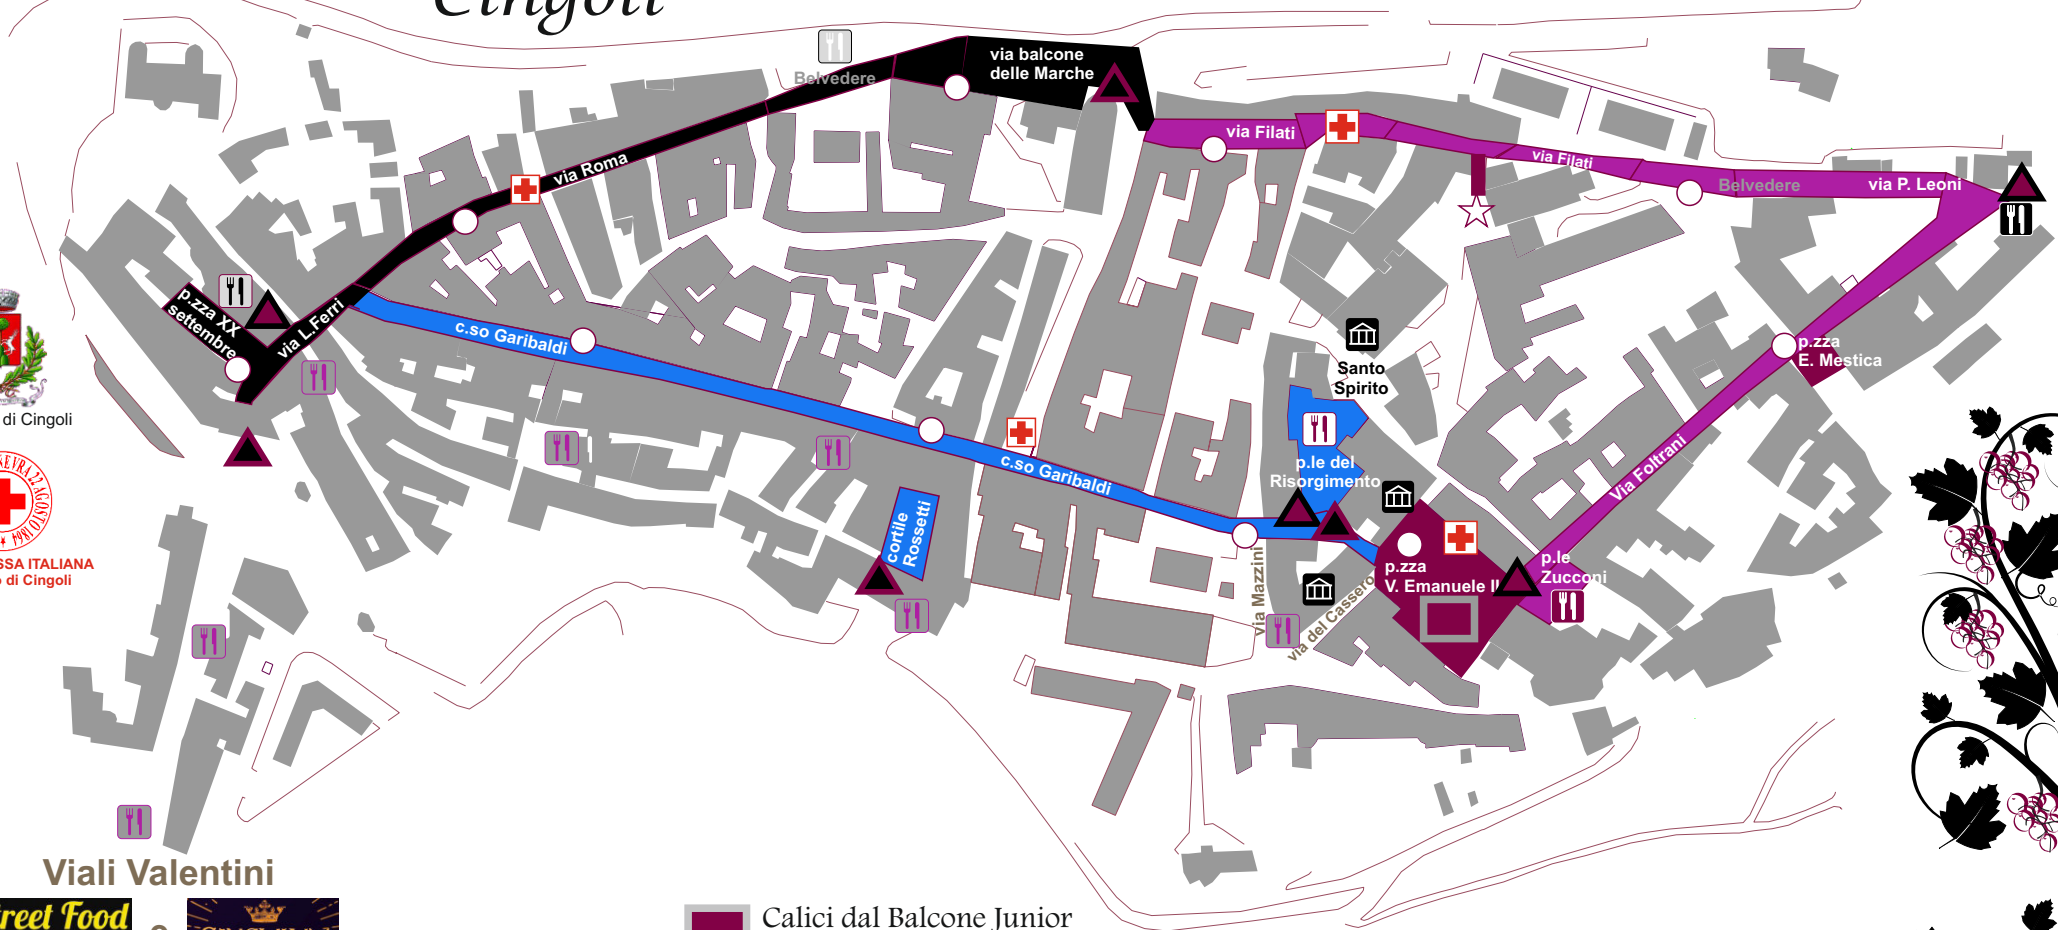 Cingoli
via balcone
delle Marche
Belvedere
via Filati
via Roma
via Filati
Belvedere
via P. Leoni
p.zza XX
settembre
via L.Ferri
c.so Garibaldi
p.zza
E. Mestica
Santo
Spirito
di Cingoli
c.so Garibaldi
p.le del
Risorgimento
Via Foltrani
cortile
Rossetti
via Mazzini
via del Cassero
p.zza
V. Emanuele II
p.le
Zucconi
SSA ITALIANA
di Cingoli
Viali Valentini
reet Food
Calici dal Balcone Junior